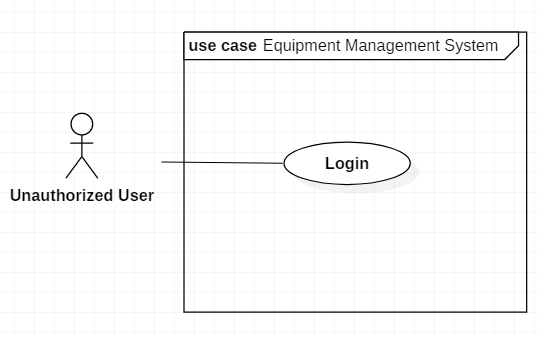 use case Equipment Management System
Login
Unauthorized User